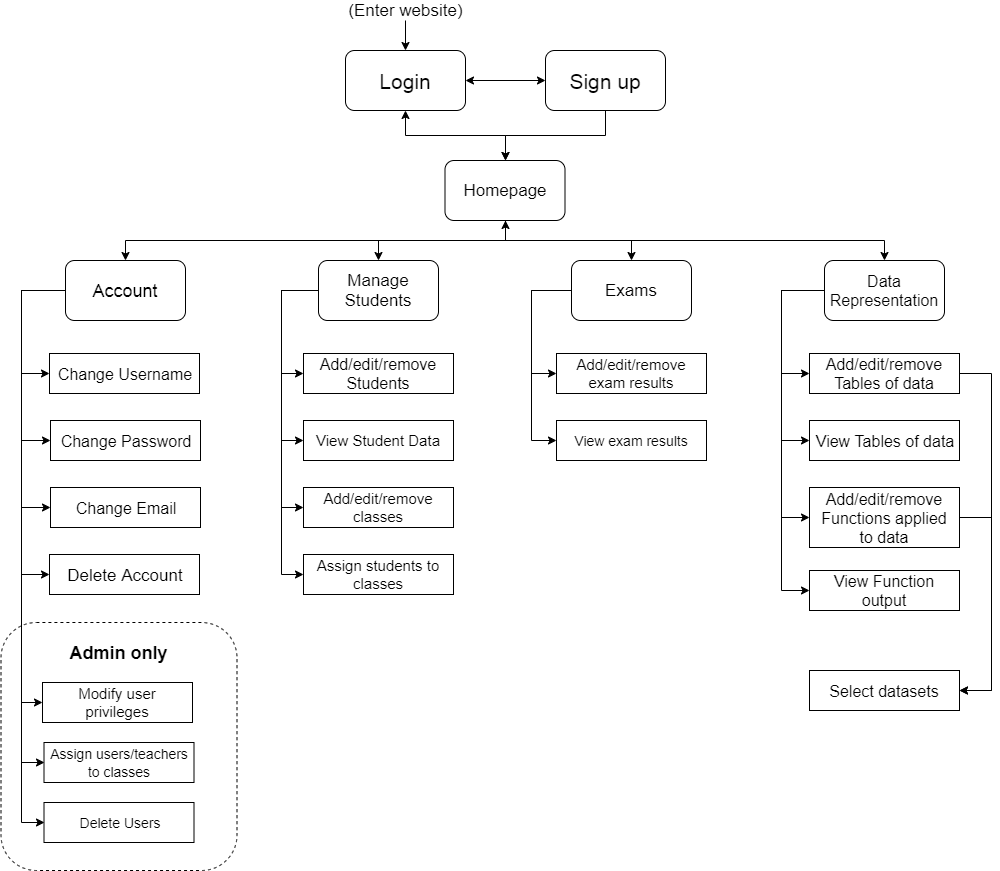 (Enter website)
Login
Sign up
Homepage
Account
Manage
Students
Exams
Data
Representation
Change Username
Change Password
Change Email
Delete Account
Admin only
Modify user
privileges
Assign users/teachers
to classes
Delete Users
Add/edit/remove
Students
View Student Data
Add/edit/remove
classes
Assign students to
classes
Add/edit/remove
exam results
View exam results
Add/edit/remove
Tables of data
View Tables of data
Add/edit/remove
Functions applied
to data
View Function
output
Select datasets